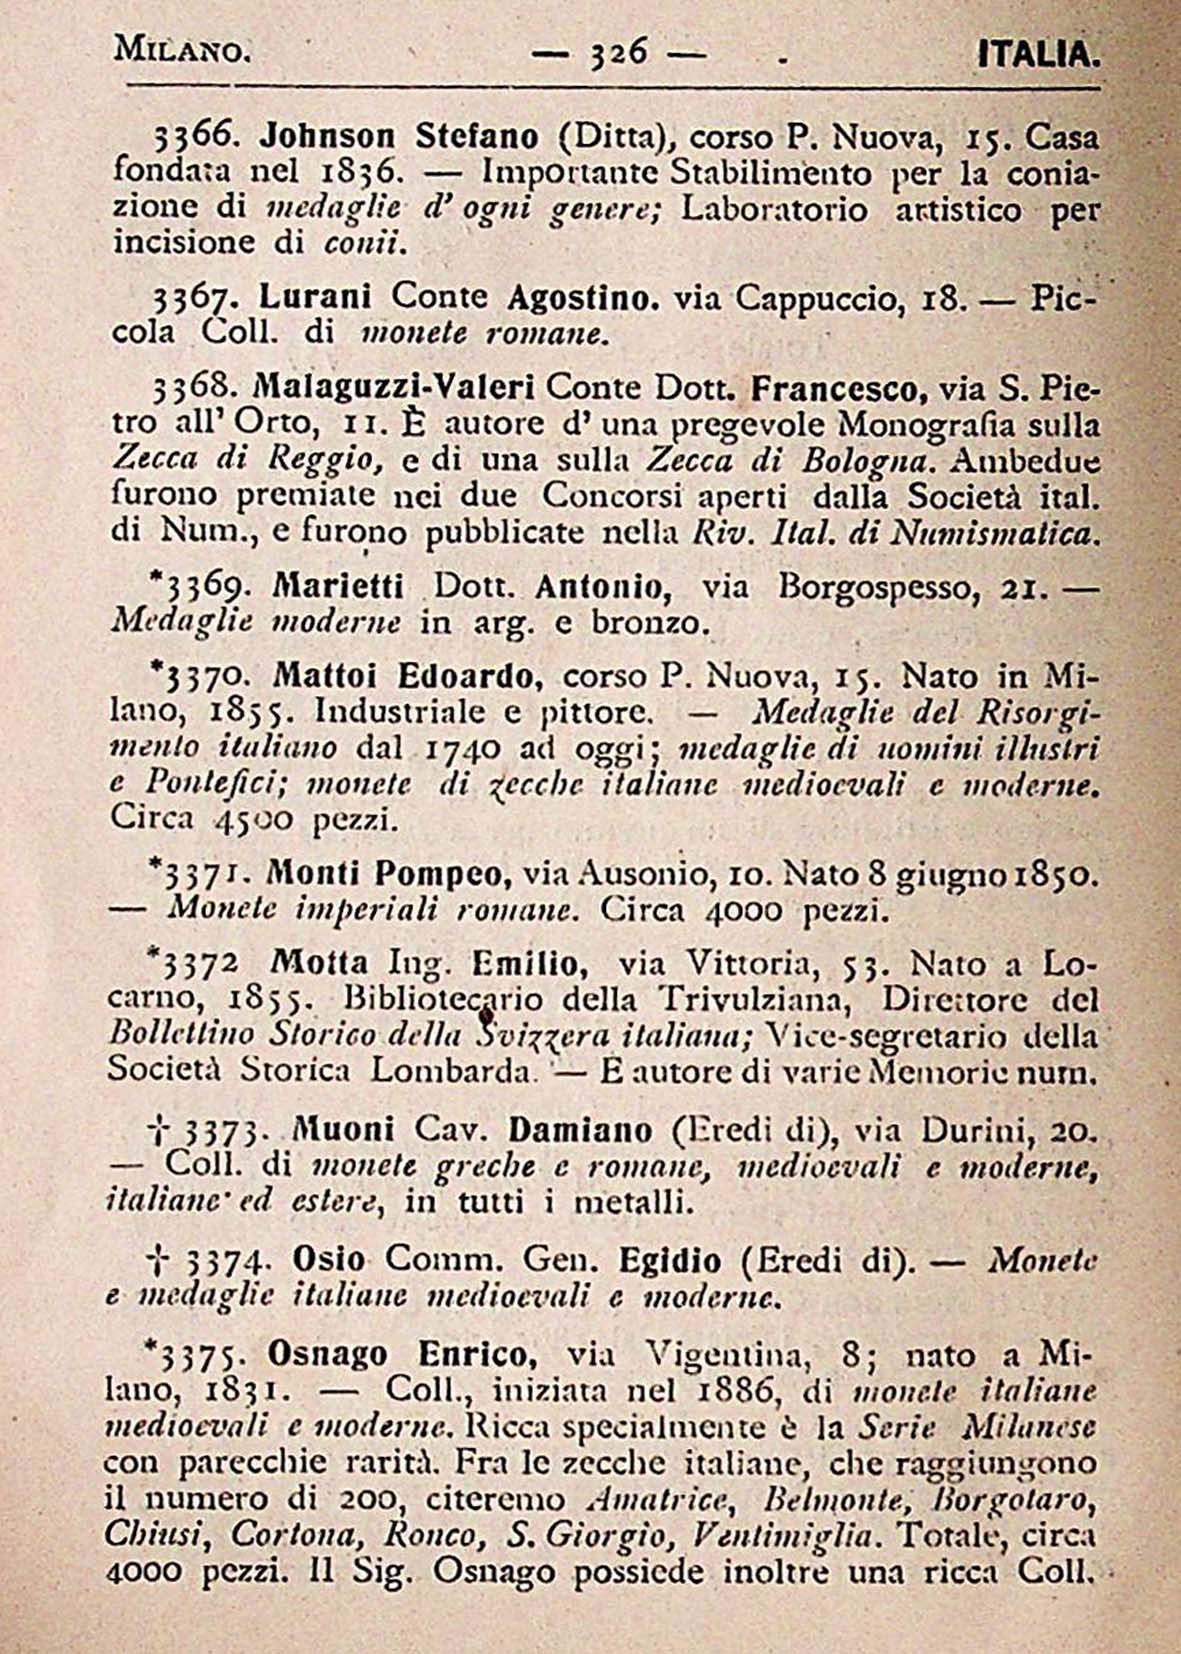 MILANO. — 326 — ITALIA.
3366. Johnson Stefano (Ditta), corso P. Nuova, 15. Casa
fondata nel 1836. — Importante Stabilimento per la conia-
zione di medaglie d' ogni genere; Laboratorio artistico per
incisione di conii.
3367. Lurani Conte Agostino. via Cappuccio, 18. — Pic-
cola Coll. di monete romane.
3368. Malaguzzi-Valeri Conte Dott. Francesco, via S. Pie-
tro all' Orto, 11. È autore d' una pregevole Monografia sulla
Zecca di Reggio, e di una sulla Zecca di Bologna. Ambedue
furono premiate nei due Concorsi aperti dalla Società ital.
di Num., e furono pubblicate nella Riv. Ital. di Numismatica.
*3369. Marietti Dott. Antonio, via Borgospesso, 21. —
Medaglie moderne in arg. e bronzo.
*3370. Mattoi Edoardo, corso P. Nuova, 15. Nato in Mi-
lano, 1855. Industriale e pittore. — Medaglie del Risorgi-
mento italiano dal 1740 ad oggi; medaglie di uomini illustri
e Pontefici; monete di zecche italiane medioevali e moderne.
Circa 4500 pezzi.
*3371. Monti Pompeo, via Ausonio, 10. Nato 8 giugno 1850.
— Monete imperiali romane. Circa 4000 pezzi.
*3372 Motta Ing. Emilio, via Vittoria, 53. Nato a Lo-
carno, 1855. Bibliotecario della Trivulziana, Direttore del
Bollettino Storico della Svizzera italiana; Vice-segretario della
Società Storica Lombarda. — È autore di varie Memorie num.
† 3373. Muoni Cav. Damiano (Eredi di), via Durini, 20.
— Coll. di monete greche e romane, medioevali e moderne,
italiane ed estere, in tutti i metalli.
† 3374. Osio Comm. Gen. Egidio (Eredi di). — Monete
e medaglie italiane medioevali e moderne.
*3375. Osnago Enrico, via Vigentina, 8; nato a Mi-
lano, 1831. — Coll., iniziata nel 1886, di monete italiane
medioevali e moderne. Ricca specialmente è la Serie Milanese
con parecchie rarità. Fra le zecche italiane, che raggiungono
il numero di 200, citeremo Amatrice, Belmonte, Borgotaro,
Chiusi, Cortona, Ronco, S. Giorgio, Ventimiglia. Totale, circa
4000 pezzi. Il Sig. Osnago possiede inoltre una ricca Coll.